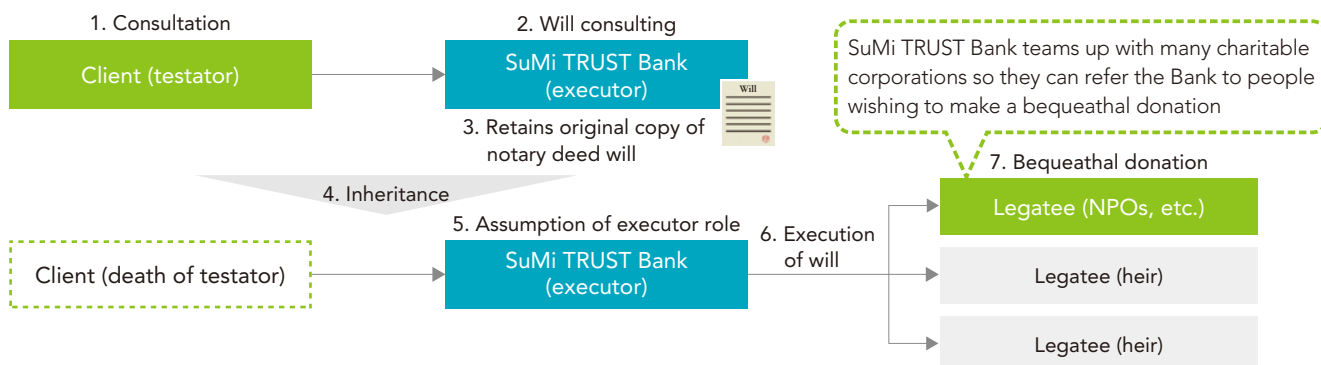 1. Consultation
Client (testator)
2. Will consulting
SuMi TRUST Bank
(executor)
Will
3. Retains original copy of
notary deed will
SuMi TRUST Bank teams up with many charitable
corporations so they can refer the Bank to people
wishing to make a bequeathal donation
4. Inheritance
Client (death of testator)
5. Assumption of executor role
SuMi TRUST Bank
(executor)
6. Execution
of will
7. Bequeathal donation
Legatee (NPOs, etc.)
Legatee (heir)
Legatee (heir)